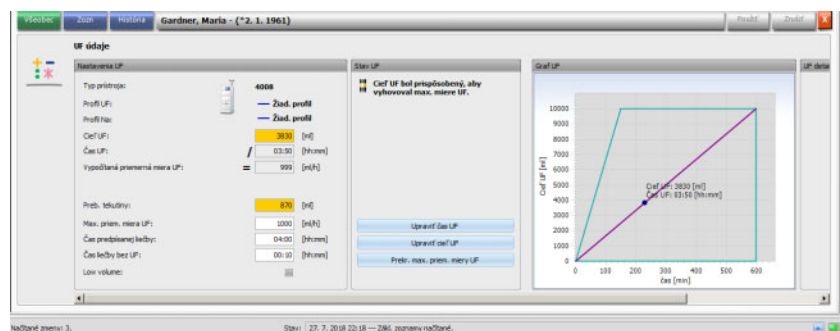 Všeobec
Zozn
História
Gardner, Maria - (*2. 1. 1961)
Použiť
Zrušiť
X
UF údaje
Nastavenia UF
Typ prístroja:
4008
Profil UF:
Žiad. profil
Profil Na:
Žiad. profil
Cieľ UF:
3830 [ml]
Čas UF:
/ 03:50 [hh:mm]
Vypočítaná priemerná miera UF:
= 999 [ml/h]
Preb. tekutiny:
870 [ml]
Max. priem. miera UF:
1000 [ml/h]
Čas predpísanej liečby:
04:00 [hh:mm]
Čas liečby bez UF:
00:10 [hh:mm]
Low volume:
Stav UF
Cieľ UF bol prispôsobený, aby
vyhovoval max. miere UF.
Upraviť čas UF
Upraviť cieľ UF
Prekr. max. priem. miery UF
Graf UF
Cieľ UF [ml]
10000
9000
8000
7000
6000
5000
4000
3000
2000
1000
0
Cieľ UF: 3830 [ml]
Čas UF: 03:50 [hh:mm]
0 100 200 300 400 500 600
čas [min]
UF deta
Načítané zmeny: 3.
Stav: 27. 7. 2018 22:18 — Zákl. zoznamy načítané.